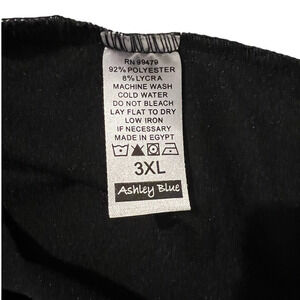 RN 99479
92% POLYESTER
8% LYCRA
MACHINE WASH
COLD WATER
DO NOT BLEACH
LAY FLAT TO DRY
LOW IRON
IF NECESSARY
MADE IN EGYPT
3XL
Ashley Blue